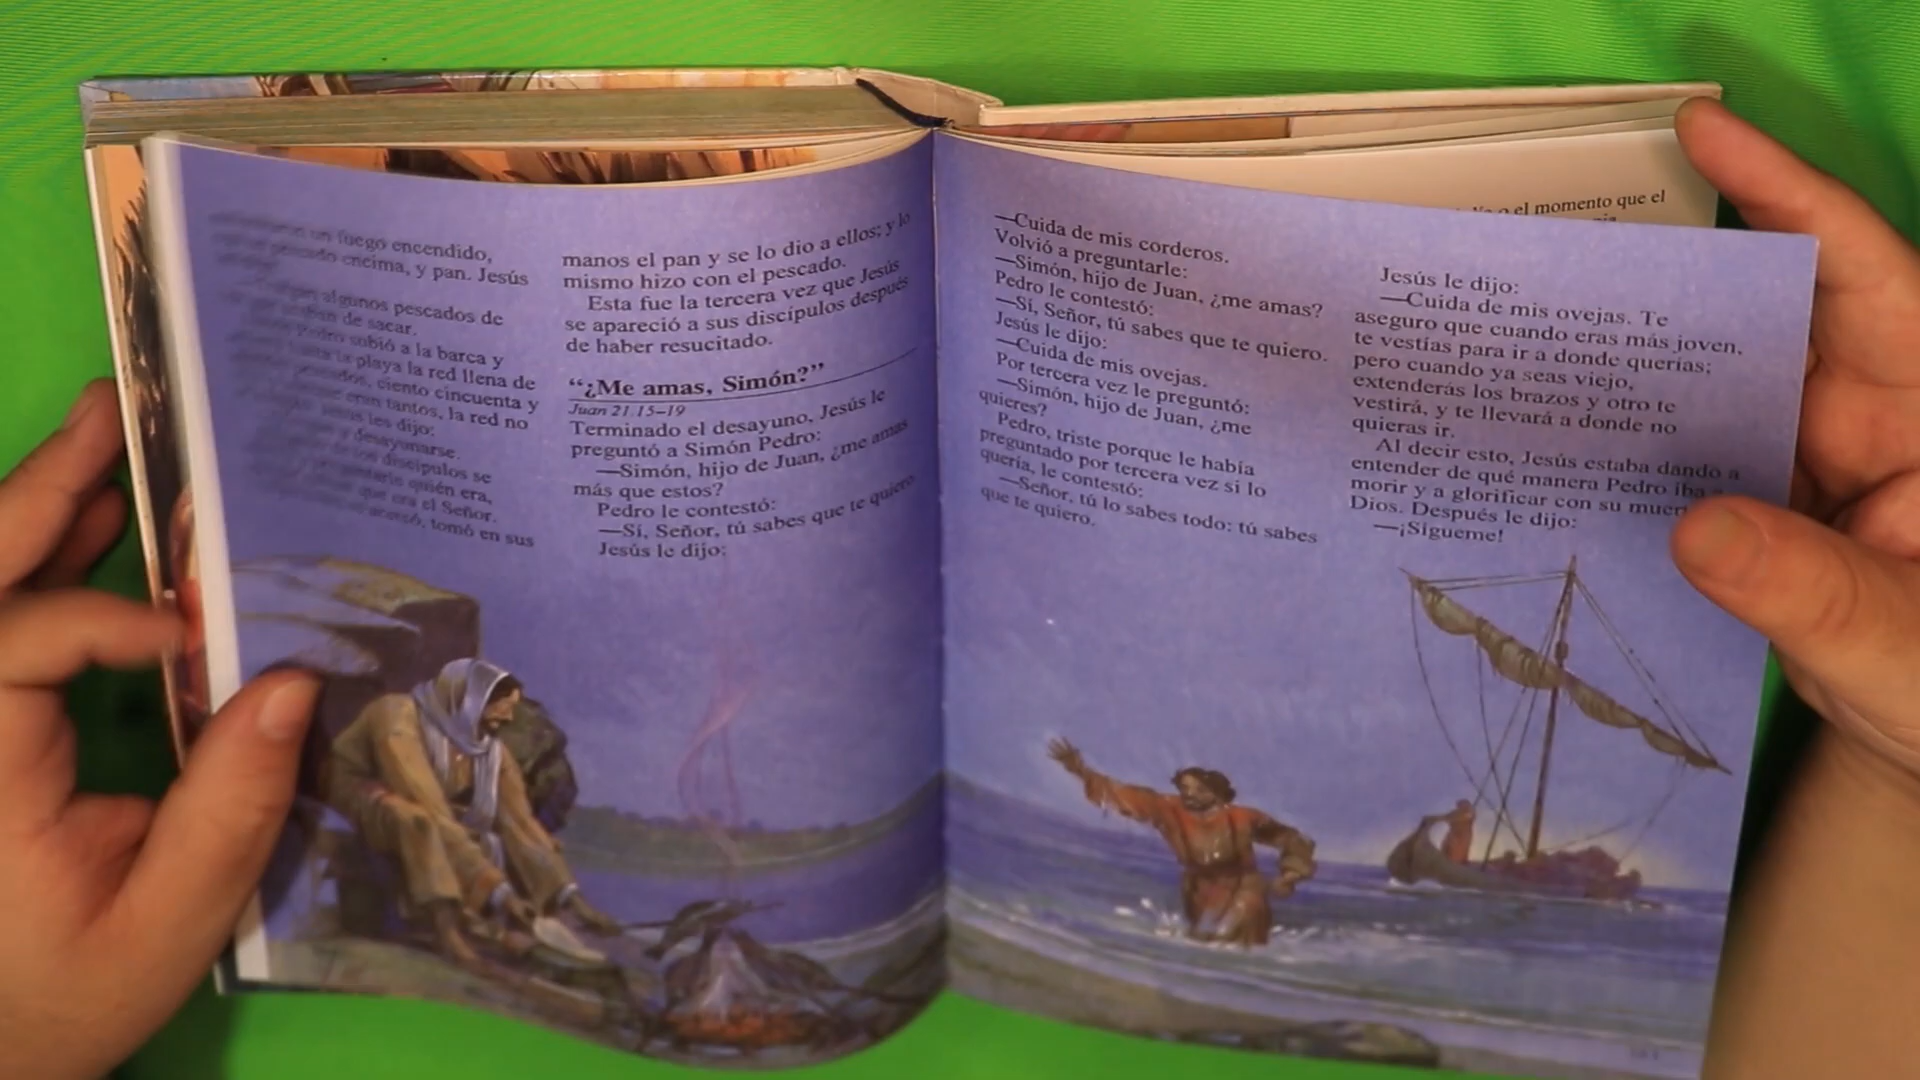 un fuego encendido,
pescado encima, y pan. Jesús
algunos pescados de
de sacar.
Pedro subió a la barca y
la playa la red llena de
pescados, ciento cincuenta y
eran tantos, la red no
les dijo:
desayunarse.
de los discípulos se
quién era,
que era el Señor.
acercó, tomó en sus
manos el pan y se lo dio a ellos; y lo
mismo hizo con el pescado.
Esta fue la tercera vez que Jesús
se apareció a sus discípulos después
de haber resucitado.
“¿Me amas, Simón?”
Juan 21.15–19
Terminado el desayuno, Jesús le
preguntó a Simón Pedro:
—Simón, hijo de Juan, ¿me amas
más que estos?
Pedro le contestó:
—Sí, Señor, tú sabes que te quiero
Jesús le dijo:
—Cuida de mis corderos.
Volvió a preguntarle:
—Simón, hijo de Juan, ¿me amas?
Pedro le contestó:
—Sí, Señor, tú sabes que te quiero.
Jesús le dijo:
—Cuida de mis ovejas.
Por tercera vez le preguntó:
—Simón, hijo de Juan, ¿me
quieres?
Pedro, triste porque le había
preguntado por tercera vez si lo
quería, le contestó:
—Señor, tú lo sabes todo: tú sabes
que te quiero.
Jesús le dijo:
—Cuida de mis ovejas. Te
aseguro que cuando eras más joven,
te vestías para ir a donde querías;
pero cuando ya seas viejo,
extenderás los brazos y otro te
vestirá, y te llevará a donde no
quieras ir.
Al decir esto, Jesús estaba dando a
entender de qué manera Pedro iba
morir y a glorificar con su
Dios. Después le dijo:
—¡Sígueme!
el momento que el